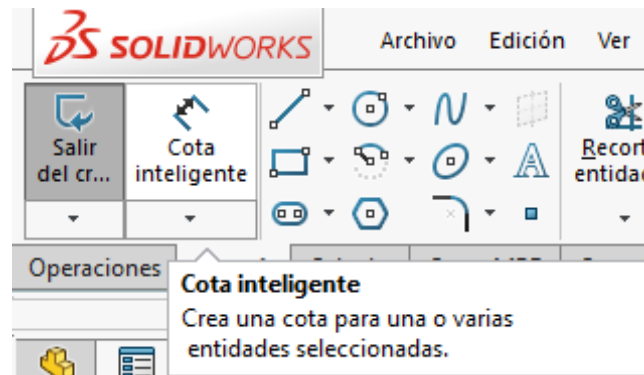 SOLIDWORKS
Archivo Edición Ver
Salir
del cr...
Cota
inteligente
Recort
entidad
Operaciones
Cota inteligente
Crea una cota para una o varias
entidades seleccionadas.